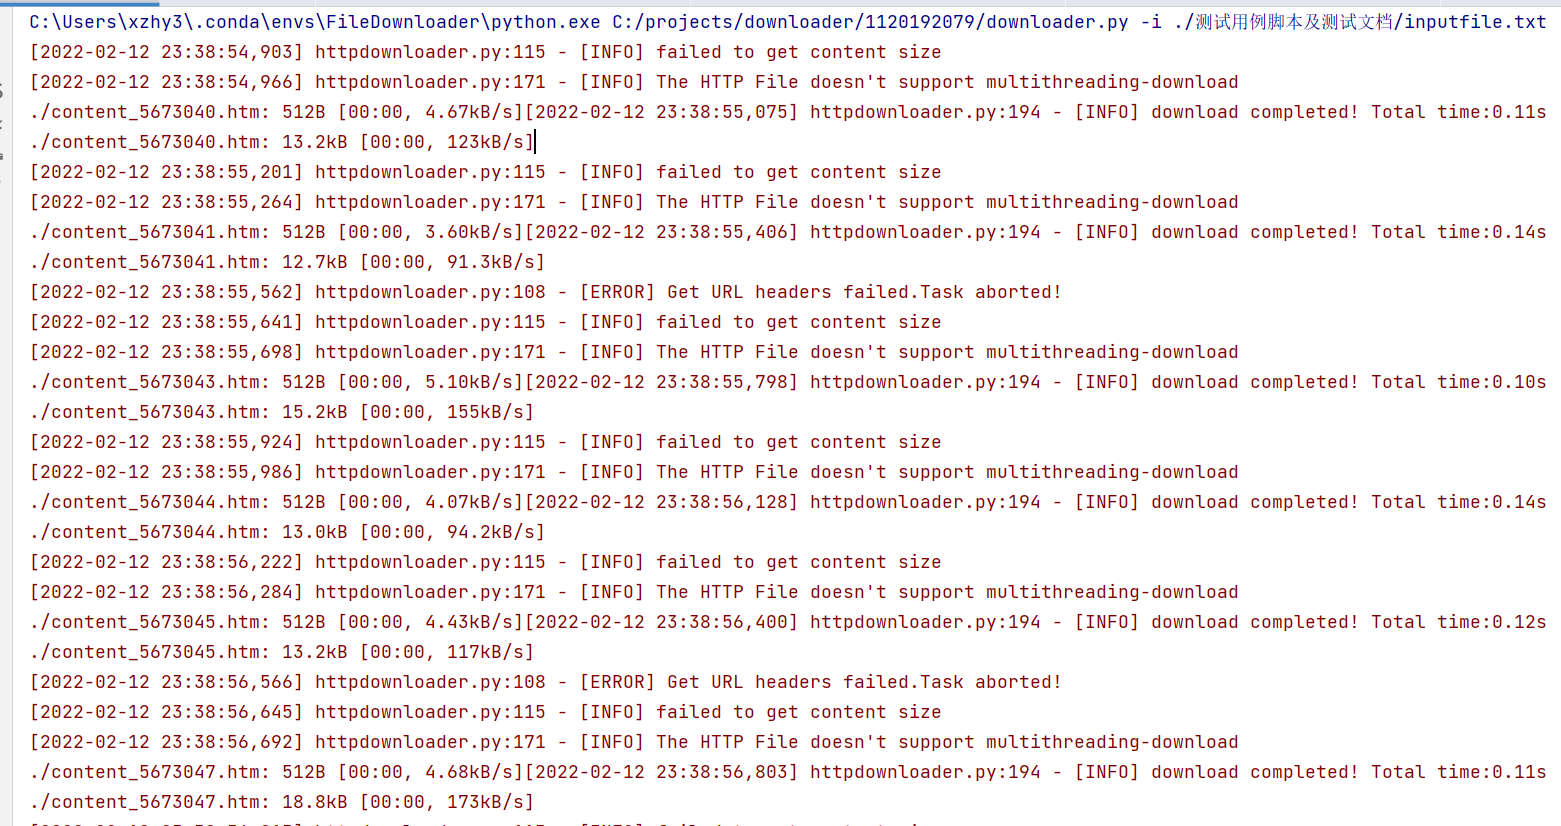 C:\Users\xzhy3\.conda\envs\FileDownloader\python.exe C:/projects/downloader/1120192079/downloader.py -i ./测试用例脚本及测试文档/inputfile.txt
[2022-02-12 23:38:54,903] httpdownloader.py:115 - [INFO] failed to get content size
[2022-02-12 23:38:54,966] httpdownloader.py:171 - [INFO] The HTTP File doesn't support multithreading-download
./content_5673040.htm: 512B [00:00, 4.67kB/s][2022-02-12 23:38:55,075] httpdownloader.py:194 - [INFO] download completed! Total time:0.11s
./content_5673040.htm: 13.2kB [00:00, 123kB/s]
[2022-02-12 23:38:55,201] httpdownloader.py:115 - [INFO] failed to get content size
[2022-02-12 23:38:55,264] httpdownloader.py:171 - [INFO] The HTTP File doesn't support multithreading-download
./content_5673041.htm: 512B [00:00, 3.60kB/s][2022-02-12 23:38:55,406] httpdownloader.py:194 - [INFO] download completed! Total time:0.14s
./content_5673041.htm: 12.7kB [00:00, 91.3kB/s]
[2022-02-12 23:38:55,562] httpdownloader.py:108 - [ERROR] Get URL headers failed.Task aborted!
[2022-02-12 23:38:55,641] httpdownloader.py:115 - [INFO] failed to get content size
[2022-02-12 23:38:55,698] httpdownloader.py:171 - [INFO] The HTTP File doesn't support multithreading-download
./content_5673043.htm: 512B [00:00, 5.10kB/s][2022-02-12 23:38:55,798] httpdownloader.py:194 - [INFO] download completed! Total time:0.10s
./content_5673043.htm: 15.2kB [00:00, 155kB/s]
[2022-02-12 23:38:55,924] httpdownloader.py:115 - [INFO] failed to get content size
[2022-02-12 23:38:55,986] httpdownloader.py:171 - [INFO] The HTTP File doesn't support multithreading-download
./content_5673044.htm: 512B [00:00, 4.07kB/s][2022-02-12 23:38:56,128] httpdownloader.py:194 - [INFO] download completed! Total time:0.14s
./content_5673044.htm: 13.0kB [00:00, 94.2kB/s]
[2022-02-12 23:38:56,222] httpdownloader.py:115 - [INFO] failed to get content size
[2022-02-12 23:38:56,284] httpdownloader.py:171 - [INFO] The HTTP File doesn't support multithreading-download
./content_5673045.htm: 512B [00:00, 4.43kB/s][2022-02-12 23:38:56,400] httpdownloader.py:194 - [INFO] download completed! Total time:0.12s
./content_5673045.htm: 13.2kB [00:00, 117kB/s]
[2022-02-12 23:38:56,566] httpdownloader.py:108 - [ERROR] Get URL headers failed.Task aborted!
[2022-02-12 23:38:56,645] httpdownloader.py:115 - [INFO] failed to get content size
[2022-02-12 23:38:56,692] httpdownloader.py:171 - [INFO] The HTTP File doesn't support multithreading-download
./content_5673047.htm: 512B [00:00, 4.68kB/s][2022-02-12 23:38:56,803] httpdownloader.py:194 - [INFO] download completed! Total time:0.11s
./content_5673047.htm: 18.8kB [00:00, 173kB/s]